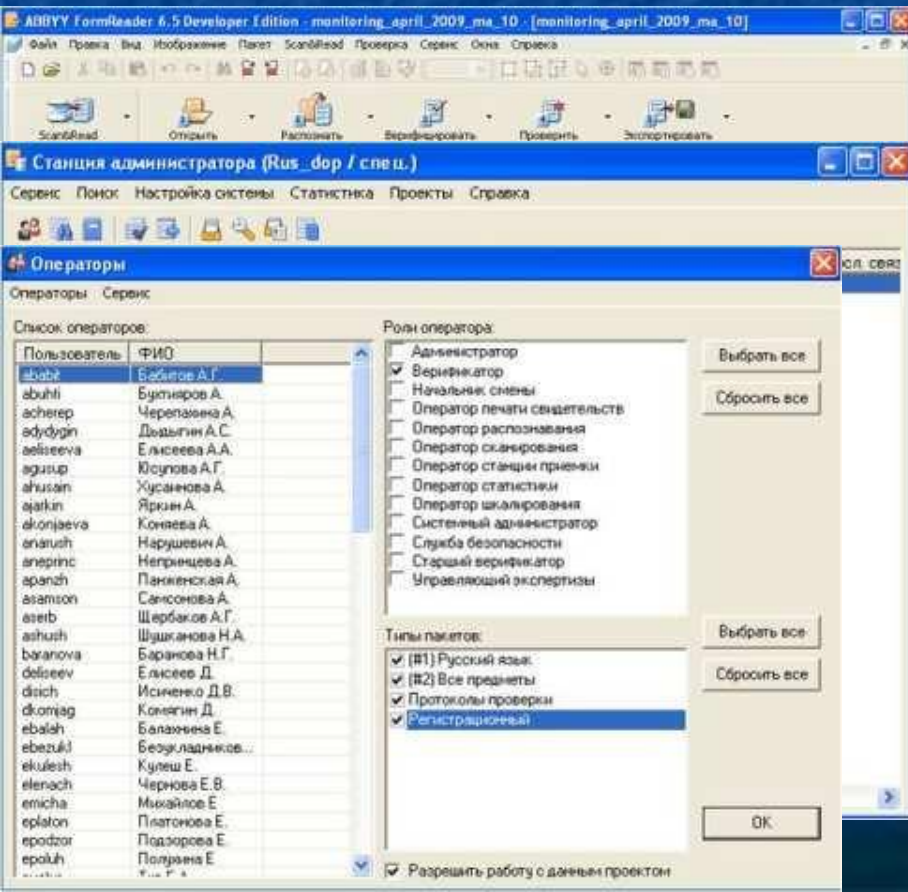 ABBYY FormReader 6.5 Developer Edition - monitoring_april_2009_ma_10 - [monitoring_april_2009_ma_10]
Файл Правка Вид Изображение Пакет Scan&Read Проверка Сервис Окна Справка
Scan&Read Открыть Распознать Верифицировать Проверить Экспортировать
Станция администратора (Rus_dop / спец.)
Сервис Поиск Настройка системы Статистика Проекты Справка
Операторы
Операторы Сервис
Список операторов:
Пользователь ФИО
ababit Бабитов А.Г.
abuhti Бухтияров А.
acherep Черепахина А.
adydygin Дыдыгин А.С.
aeliseeva Елисеева А.А.
agusup Юсупова А.Г.
ahusain Хусаинова А.
ajarkin Яркин А.
akonjaeva Коняева А.
anarush Нарушевич А.
aneprinc Непринцева А.
apanzh Панженская А.
asamson Самсонова А.
aserb Щербаков А.Г.
ashush Шушканова Н.А.
baranova Баранова Н.Г.
deliseev Елисеев Д.
disich Исиченко Д.В.
dkomjag Комягин Д.
ebalah Балахнина Е.
ebezukl Безукладников...
ekulesh Кулеш Е.
elenach Чернова Е.В.
emicha Михайлов Е
eplaton Платонова Е.
epodzor Подзорова Е.
epoluh Полухина Е
Роли оператора:
Администратор
Верификатор
Начальник смены
Оператор печати свидетельств
Оператор распознавания
Оператор сканирования
Оператор станции приемки
Оператор статистики
Оператор шкалирования
Системный администратор
Служба безопасности
Старший верификатор
Управляющий экспертизы
Выбрать все
Сбросить все
Типы пакетов:
(#1) Русский язык
(#2) Все предметы
Протоколы проверки
Регистрационный
Выбрать все
Сбросить все
OK
Разрешить работу с данным проектом